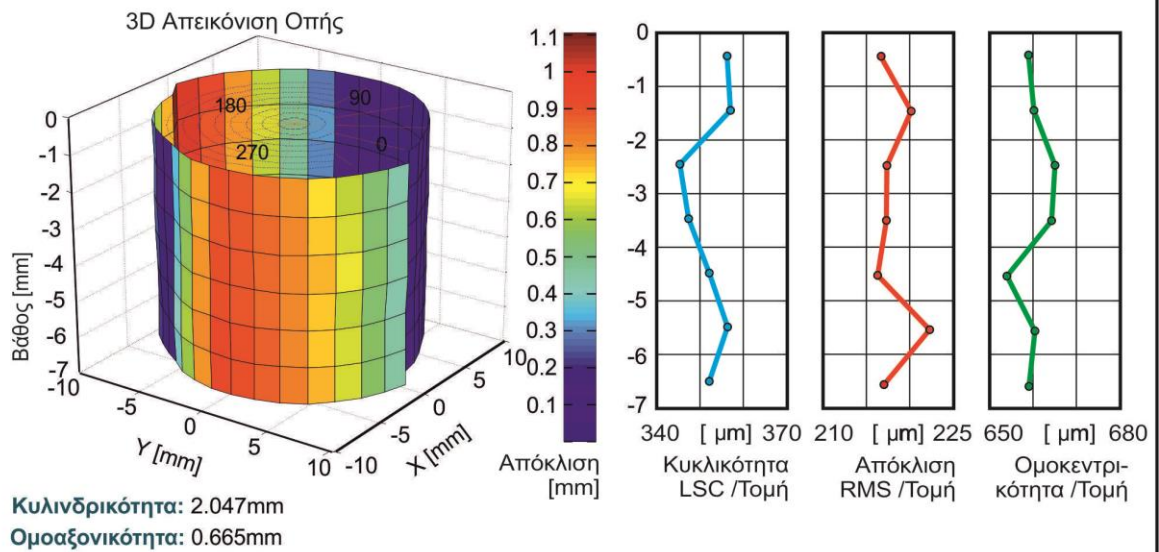 3D Απεικόνιση Οπής
180
90
270
0
0
-1
-2
-3
-4
-5
-6
-7
Βάθος [mm]
-10
-5
0
5
10
Y [mm]
-10
-5
0
5
10
X [mm]
1.1
1
0.9
0.8
0.7
0.6
0.5
0.4
0.3
0.2
0.1
Απόκλιση
[mm]
-0
-1
-2
-3
-4
-5
-6
-7
340 [ μm] 370
Κυκλικότητα
LSC /Τομή
210 [ μm] 225
Απόκλιση
RMS /Τομή
650 [ μm] 680
Ομοκεντρι-
κότητα /Τομή
Κυλινδρικότητα: 2.047mm
Ομοαξονικότητα: 0.665mm